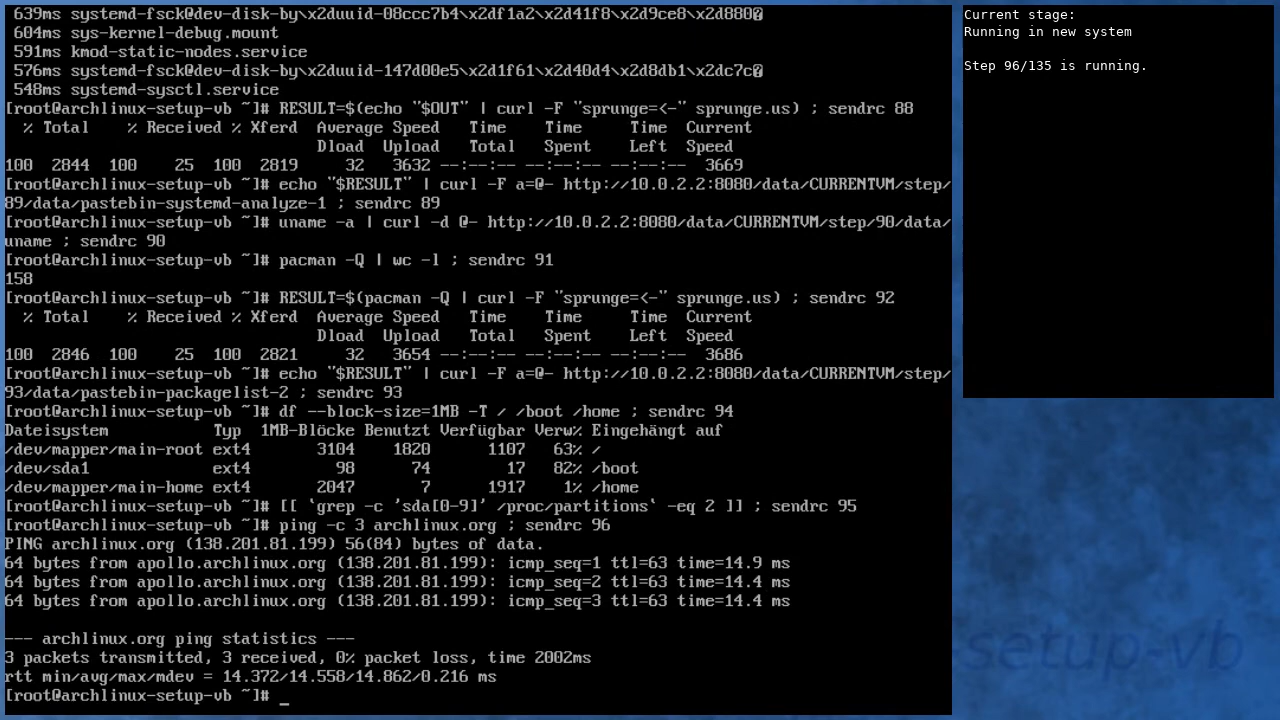 639ms systemd-fsck@dev-disk-by\x2duuid-08ccc7b4\x2df1a2\x2d41f8\x2d9ce8\x2d880�
604ms sys-kernel-debug.mount
591ms kmod-static-nodes.service
576ms systemd-fsck@dev-disk-by\x2duuid-147d00e5\x2d1f61\x2d40d4\x2d8db1\x2dc7c�
548ms systemd-sysctl.service
[root@archlinux-setup-vb ~]# RESULT=$(echo "$OUT" | curl -F "sprunge=<-" sprunge.us) ; sendrc 88
% Total    % Received % Xferd  Average Speed   Time    Time     Time  Current
Dload  Upload   Total   Spent    Left  Speed
100  2844  100    25  100  2819     32   3632 --:--:-- --:--:-- --:--:--  3669
[root@archlinux-setup-vb ~]# echo "$RESULT" | curl -F a=@- http://10.0.2.2:8080/data/CURRENTVM/step/
89/data/pastebin-systemd-analyze-1 ; sendrc 89
[root@archlinux-setup-vb ~]# uname -a | curl -d @- http://10.0.2.2:8080/data/CURRENTVM/step/90/data/
uname ; sendrc 90
[root@archlinux-setup-vb ~]# pacman -Q | wc -l ; sendrc 91
158
[root@archlinux-setup-vb ~]# RESULT=$(pacman -Q | curl -F "sprunge=<-" sprunge.us) ; sendrc 92
% Total    % Received % Xferd  Average Speed   Time    Time     Time  Current
Dload  Upload   Total   Spent    Left  Speed
100  2846  100    25  100  2821     32   3654 --:--:-- --:--:-- --:--:--  3686
[root@archlinux-setup-vb ~]# echo "$RESULT" | curl -F a=@- http://10.0.2.2:8080/data/CURRENTVM/step/
93/data/pastebin-packagelist-2 ; sendrc 93
[root@archlinux-setup-vb ~]# df --block-size=1MB -T / /boot /home ; sendrc 94
Dateisystem           Typ  1MB-Blöcke Benutzt Verfügbar Verw% Eingehängt auf
/dev/mapper/main-root ext4       3104    1820      1107   63% /
/dev/sda1             ext4         98      74        17   82% /boot
/dev/mapper/main-home ext4       2047       7      1917    1% /home
[root@archlinux-setup-vb ~]# [[ `grep -c 'sda[0-9]' /proc/partitions` -eq 2 ]] ; sendrc 95
[root@archlinux-setup-vb ~]# ping -c 3 archlinux.org ; sendrc 96
PING archlinux.org (138.201.81.199) 56(84) bytes of data.
64 bytes from apollo.archlinux.org (138.201.81.199): icmp_seq=1 ttl=63 time=14.9 ms
64 bytes from apollo.archlinux.org (138.201.81.199): icmp_seq=2 ttl=63 time=14.4 ms
64 bytes from apollo.archlinux.org (138.201.81.199): icmp_seq=3 ttl=63 time=14.4 ms
--- archlinux.org ping statistics ---
3 packets transmitted, 3 received, 0% packet loss, time 2002ms
rtt min/avg/max/mdev = 14.372/14.558/14.862/0.216 ms
[root@archlinux-setup-vb ~]# _
Current stage:
Running in new system
Step 96/135 is running.
setup-vb